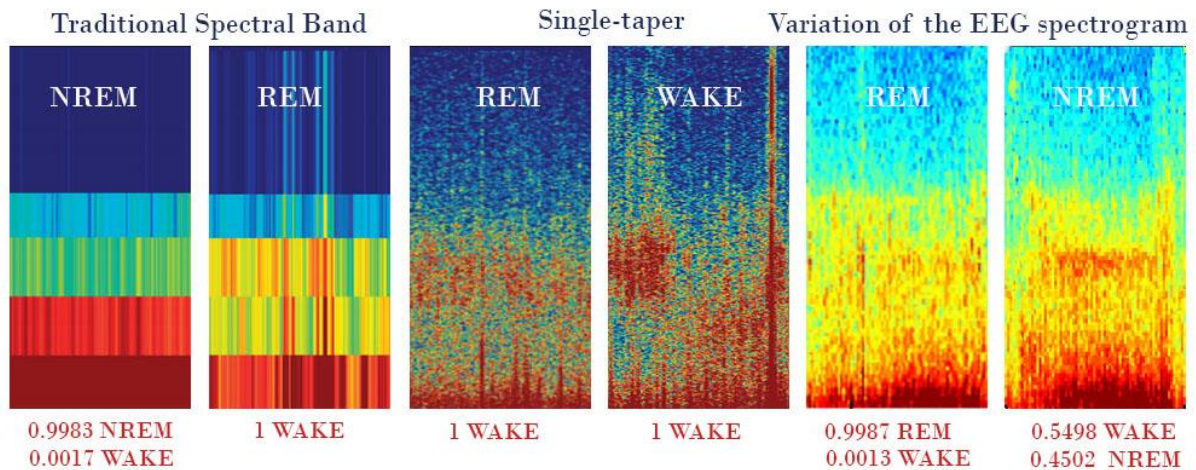 Traditional Spectral Band
Single-taper
Variation of the EEG spectrogram
NREM
REM
REM
WAKE
REM
NREM
0.9983 NREM
0.0017 WAKE
1 WAKE
1 WAKE
1 WAKE
0.9987 REM
0.0013 WAKE
0.5498 WAKE
0.4502 NREM